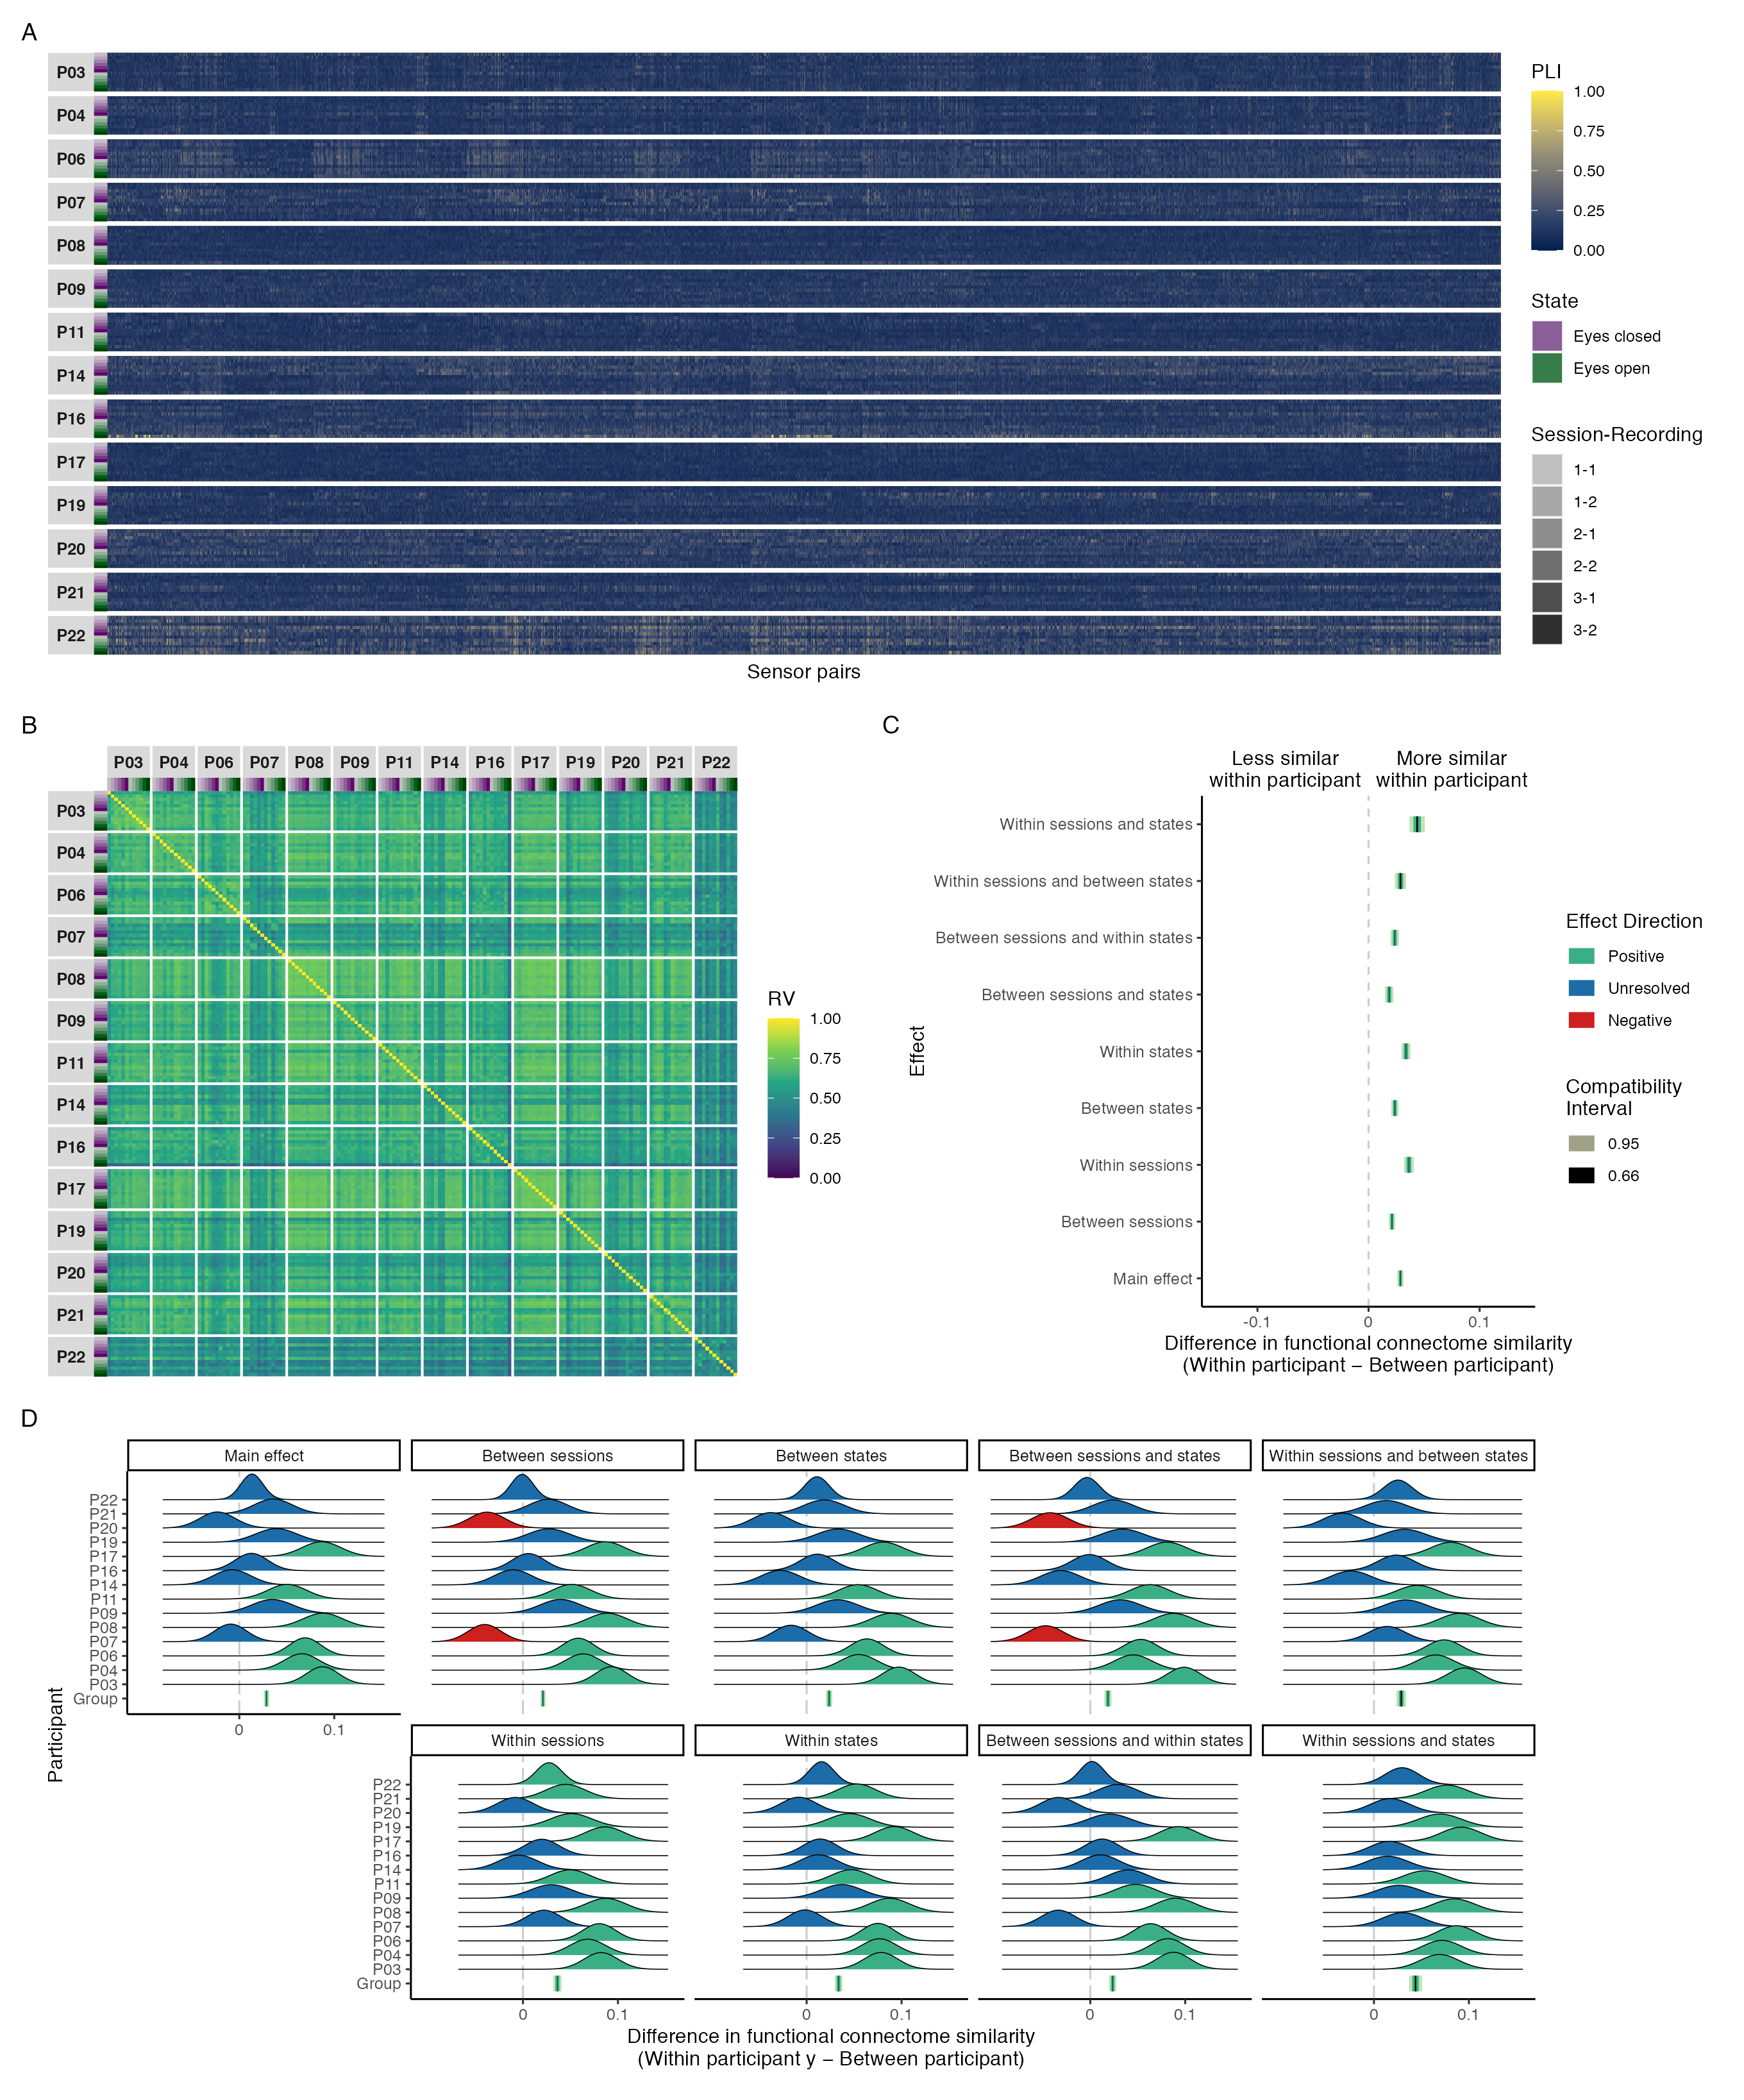 A
P03
P04
P06
P07
P08
P09
P11
P14
P16
P17
P19
P20
P21
P22
Sensor pairs
PLI
1.00
0.75
0.50
0.25
0.00
State
Eyes closed
Eyes open
Session-Recording
1-1
1-2
2-1
2-2
3-1
3-2
B
P03 P04 P06 P07 P08 P09 P11 P14 P16 P17 P19 P20 P21 P22
P03
P04
P06
P07
P08
P09
P11
P14
P16
P17
P19
P20
P21
P22
RV
1.00
0.75
0.50
0.25
0.00
C
Less similar
within participant
More similar
within participant
Effect
Within sessions and states
Within sessions and between states
Between sessions and within states
Between sessions and states
Within states
Between states
Within sessions
Between sessions
Main effect
-0.1 0 0.1
Difference in functional connectome similarity
(Within participant – Between participant)
Effect Direction
Positive
Unresolved
Negative
Compatibility
Interval
0.95
0.66
D
Main effect
Between sessions
Between states
Between sessions and states
Within sessions and between states
Participant
P22
P21
P20
P19
P17
P16
P14
P11
P09
P08
P07
P06
P04
P03
Group
0 0.1
Within sessions
Within states
Between sessions and within states
Within sessions and states
P22
P21
P20
P19
P17
P16
P14
P11
P09
P08
P07
P06
P04
P03
Group
0 0.1
0 0.1
0 0.1
0 0.1
Difference in functional connectome similarity
(Within participant y – Between participant)